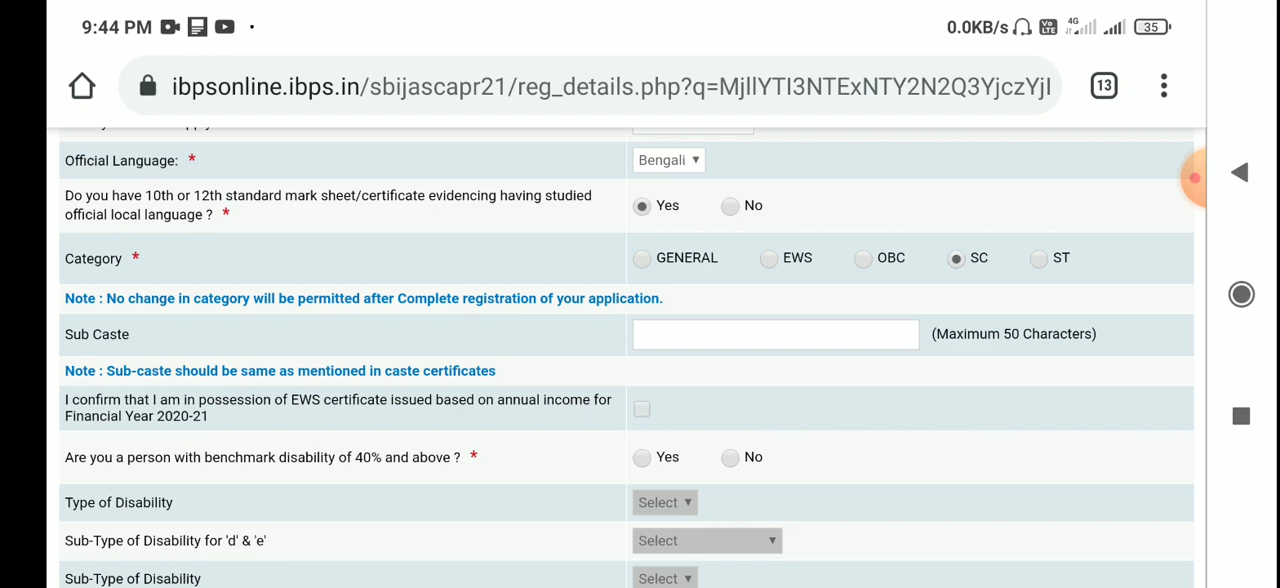 9:44 PM
0.0KB/s Vo LTE 4G 35
ibpsonline.ibps.in/sbijascapr21/reg_details.php?q=MjllYTI3NTExNTY2N2Q3YjczYjI
13
Official Language: * Bengali
Do you have 10th or 12th standard mark sheet/certificate evidencing having studied
official local language ? * Yes No
Category * GENERAL EWS OBC SC ST
Note : No change in category will be permitted after Complete registration of your application.
Sub Caste (Maximum 50 Characters)
Note : Sub-caste should be same as mentioned in caste certificates
I confirm that I am in possession of EWS certificate issued based on annual income for
Financial Year 2020-21
Are you a person with benchmark disability of 40% and above ? * Yes No
Type of Disability Select
Sub-Type of Disability for 'd' & 'e' Select
Sub-Type of Disability Select